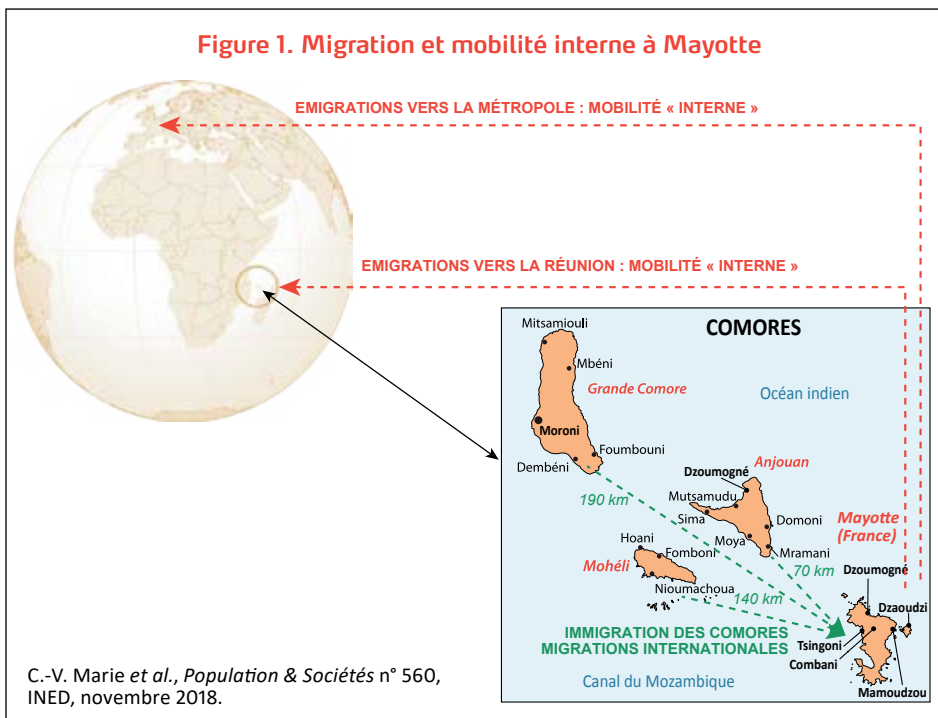 Figure 1. Migration et mobilité interne à Mayotte
EMIGRATIONS VERS LA MÉTROPOLE : MOBILITÉ « INTERNE »
EMIGRATIONS VERS LA RÉUNION : MOBILITÉ « INTERNE »
COMORES
Mitsamiouli
Mbéni
Grande Comore
Océan indien
Moroni
Foumbouni
Dembéni
190 km
Anjouan
Dzoumogné
Mutsamudu
Sima
Domoni
Moya
Mramani
Mayotte
(France)
70 km
Hoani
Fomboni
Mohéli
Nioumachoua
140 km
Dzoumogné
Dzaoudzi
IMMIGRATION DES COMORES
MIGRATIONS INTERNATIONALES
Tsingoni
Combani
Mamoudzou
Canal du Mozambique
C.-V. Marie et al., Population & Sociétés n° 560,
INED, novembre 2018.